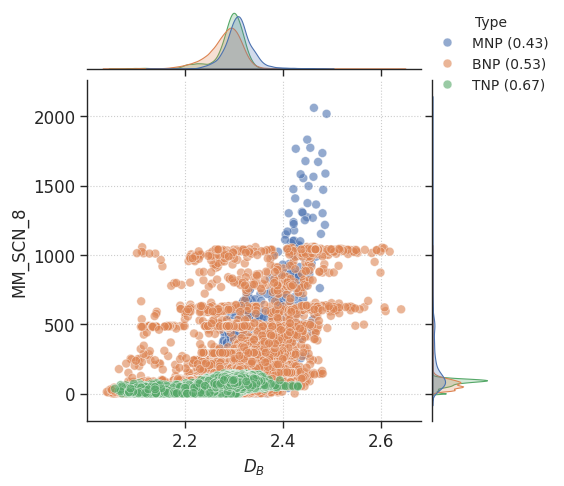 Type
MNP (0.43)
BNP (0.53)
TNP (0.67)
MM_SCN_8
2000
1500
1000
500
0
2.2 2.4 2.6
D_B